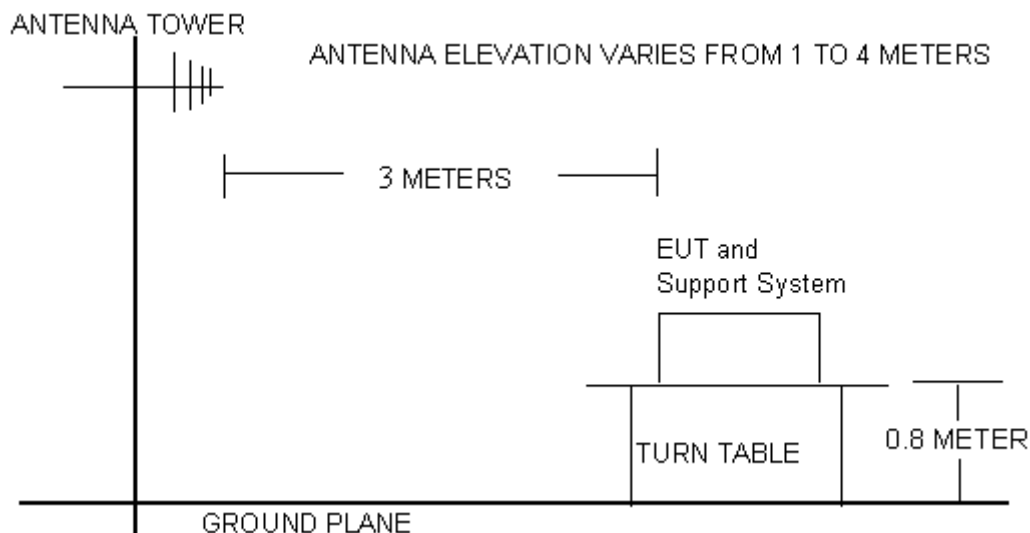 ANTENNA TOWER
ANTENNA ELEVATION VARIES FROM 1 TO 4 METERS
3 METERS
EUT and
Support System
TURN TABLE
0.8 METER
GROUND PLANE